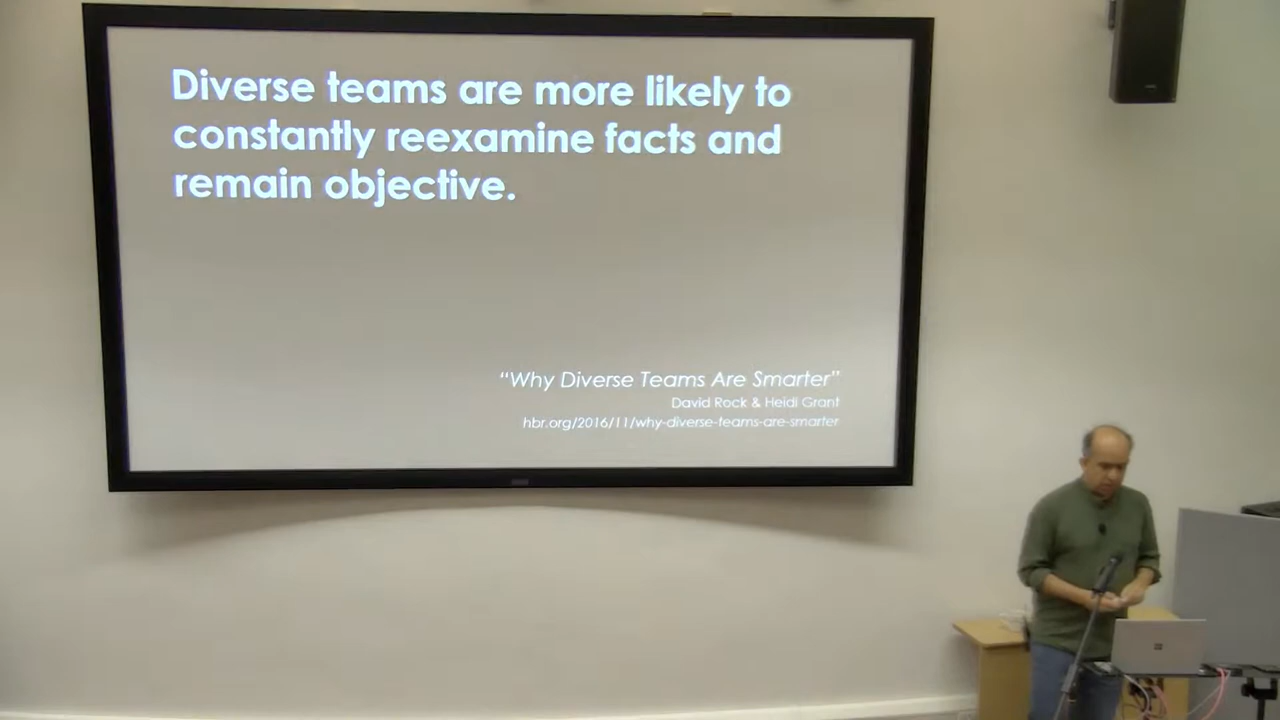 Diverse teams are more likely to
constantly reexamine facts and
remain objective.
“Why Diverse Teams Are Smarter”
David Rock & Heidi Grant
hbr.org/2016/11/why-diverse-teams-are-smarter